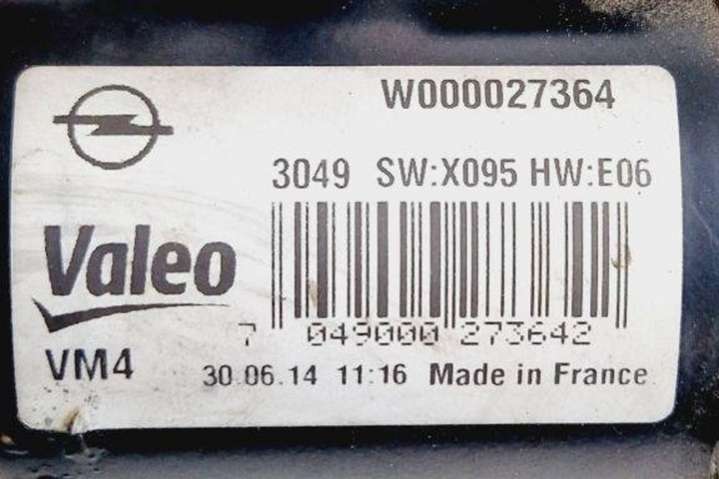 W000027364
3049 SW:X095 HW:E06
Valeo
7 049000 273642
VM4
30.06.14 11:16 Made in France